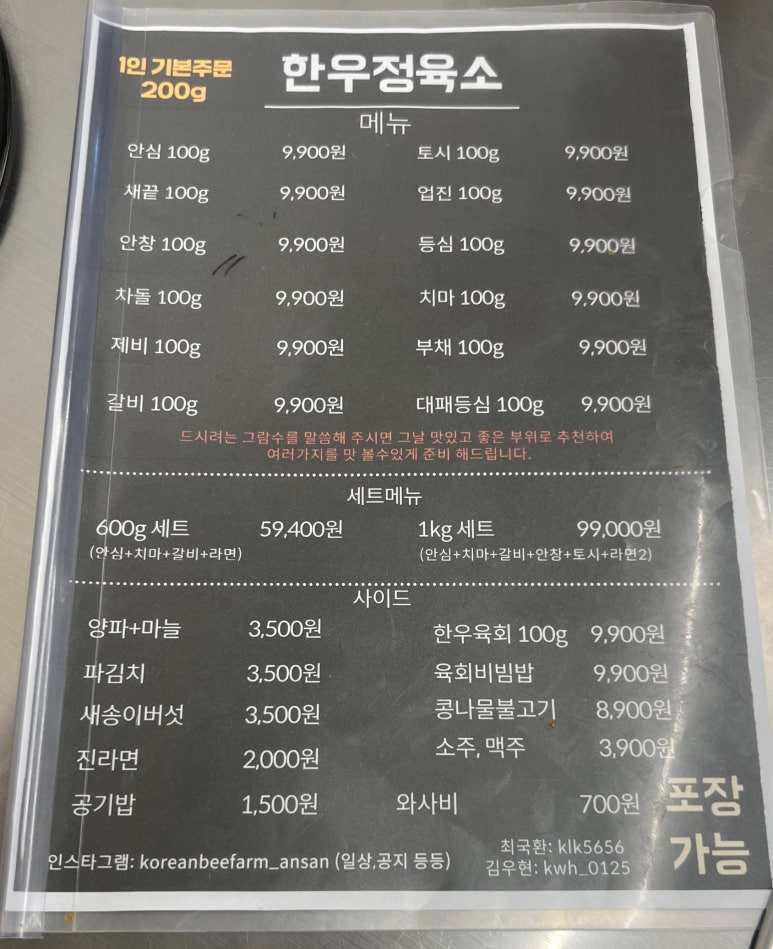 1인 기본주문
200g
한우정육소
메뉴
안심 100g 9,900원 토시 100g 9,900원
새끝 100g 9,900원 업진 100g 9,900원
안창 100g 9,900원 등심 100g 9,900원
차돌 100g 9,900원 치마 100g 9,900원
제비 100g 9,900원 부채 100g 9,900원
갈비 100g 9,900원 대패등심 100g 9,900원
드시려는 그람수를 말씀해 주시면 그날 맛있고 좋은 부위로 추천하여
여러가지를 맛 볼수있게 준비 해드립니다.
세트메뉴
600g 세트 59,400원 1kg 세트 99,000원
(안심+치마+갈비+라면) (안심+치마+갈비+안창+토시+라면2)
사이드
양파+마늘 3,500원 한우육회 100g 9,900원
파김치 3,500원 육회비빔밥 9,900원
새송이버섯 3,500원 콩나물불고기 8,900원
진라면 2,000원 소주, 맥주 3,900원
공기밥 1,500원 와사비 700원
포장
가능
인스타그램: koreanbeefarm_ansan (일상,공지 등등)
최국환: klk5656
김우현: kwh_0125